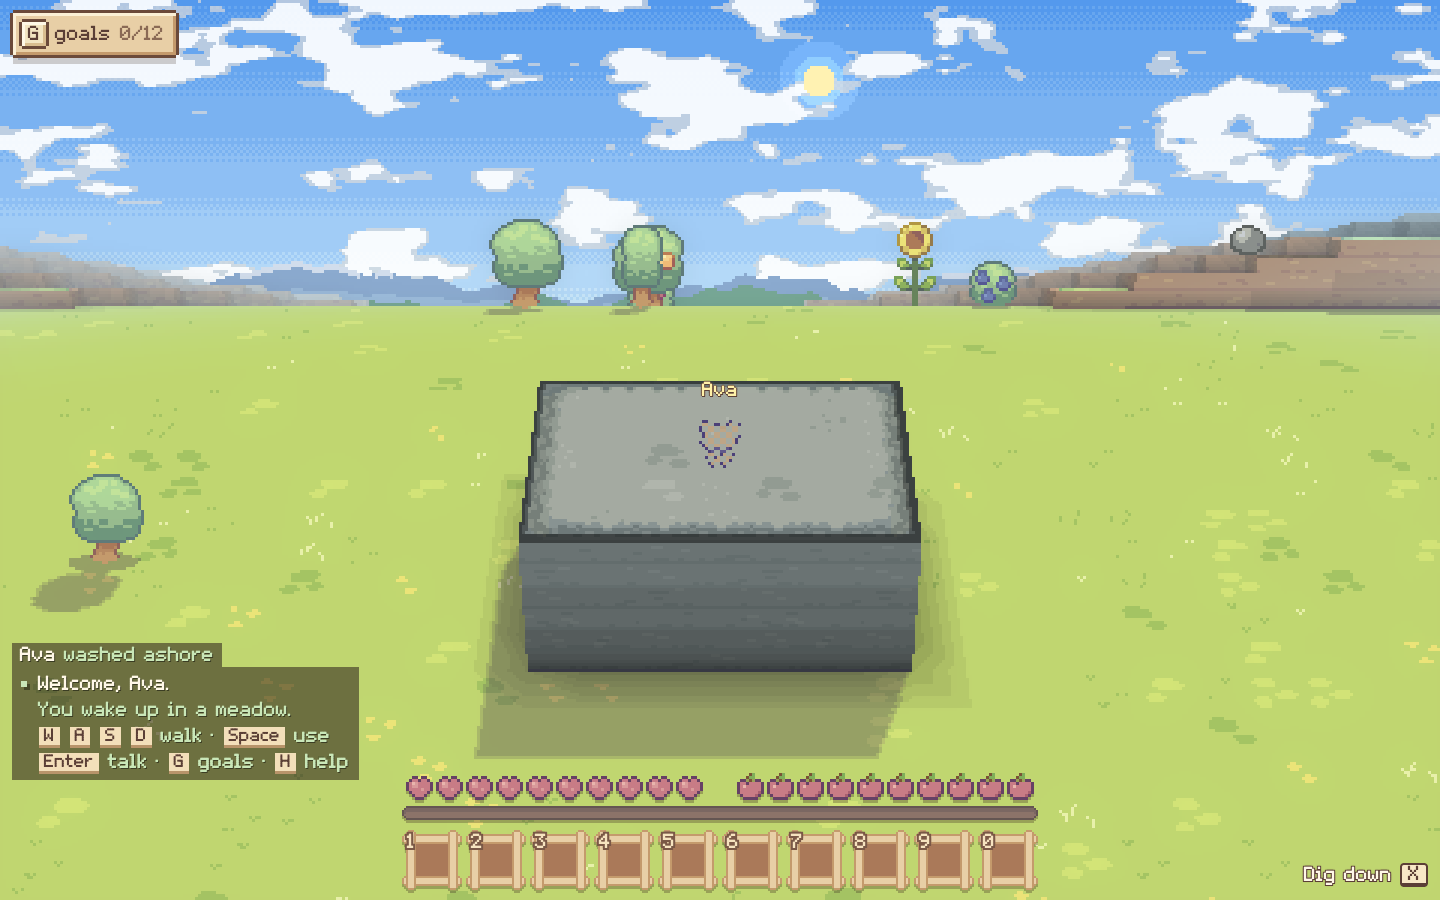 G goals 0/12
Ava
Ava washed ashore
Welcome, Ava.
You wake up in a meadow.
W A S D walk · Space use
Enter talk · G goals · H help
1 2 3 4 5 6 7 8 9 0
Dig down X